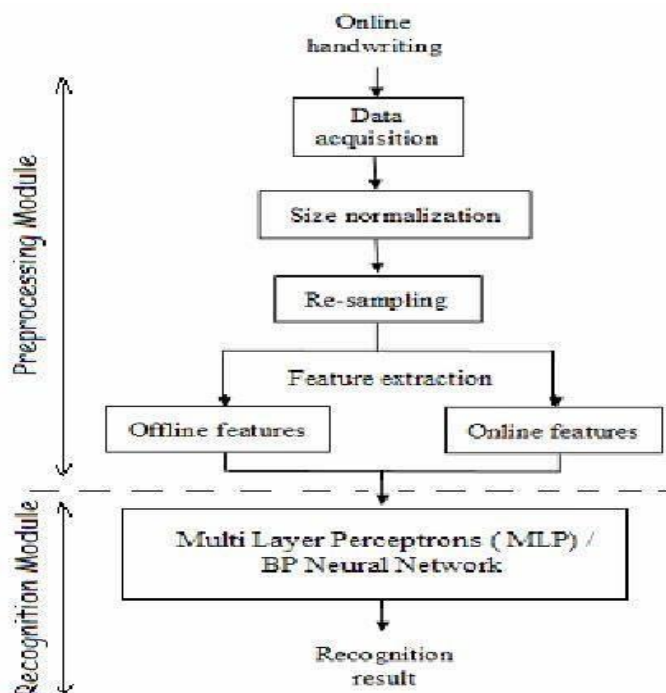 Online
handwriting
Data
acquisition
Size normalization
Re-sampling
Feature extraction
Offline features
Online features
Multi Layer Perceptrons ( MLP) /
BP Neural Network
Recognition
result
Preprocessing Module
Recognition Module